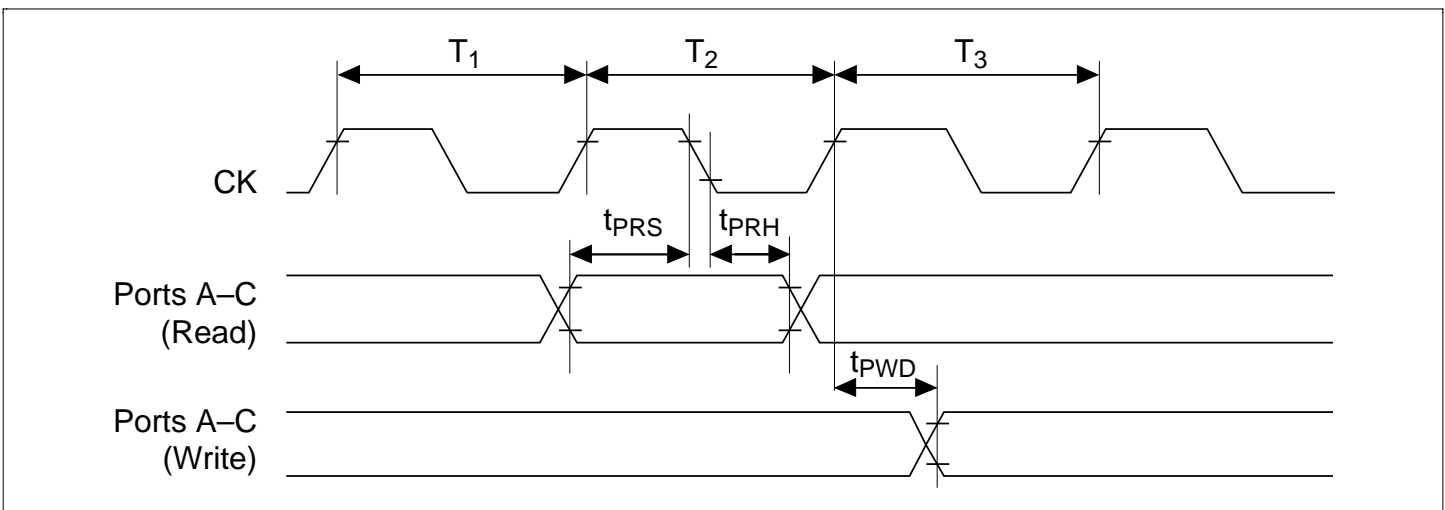 T1 T2 T3
CK
tPRS tPRH
Ports A–C
(Read)
tPWD
Ports A–C
(Write)